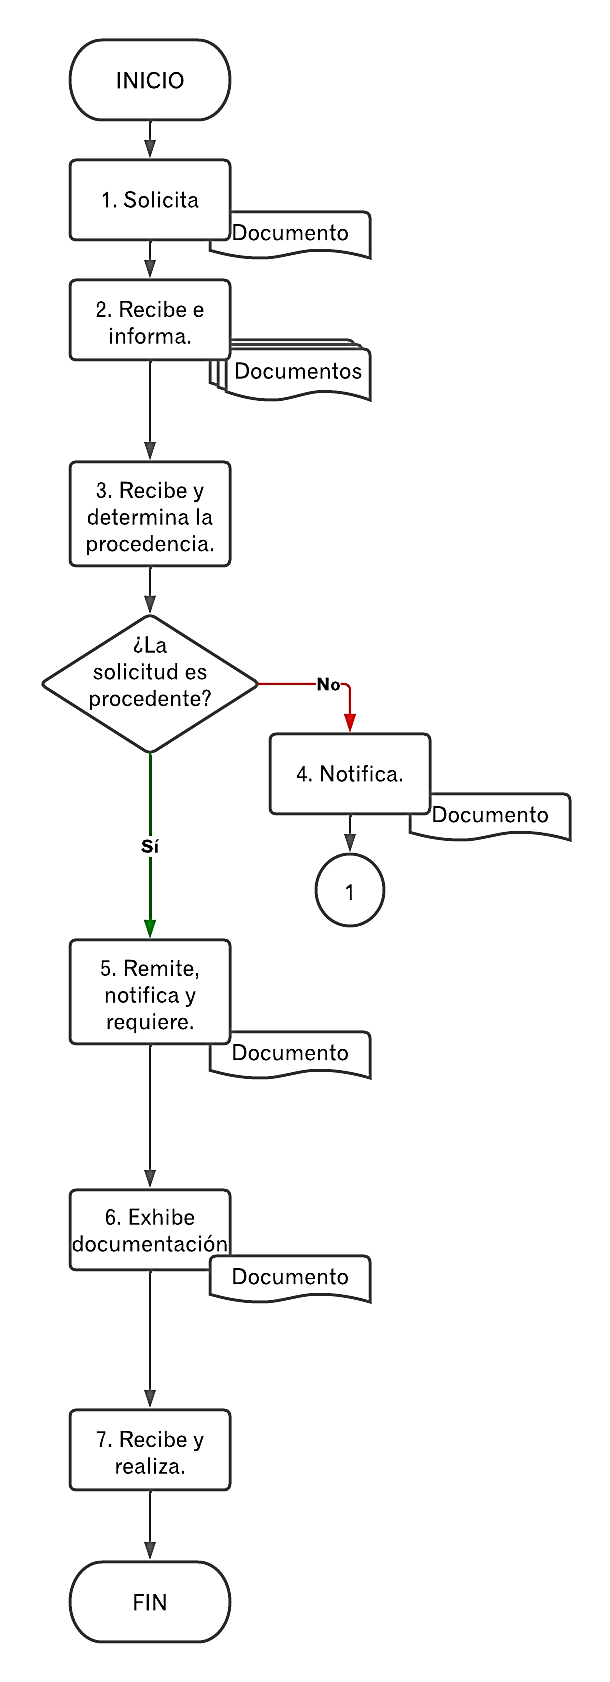 INICIO
1. Solicita
Documento
2. Recibe e
informa.
Documentos
3. Recibe y
determina la
procedencia.
¿La
solicitud es
procedente?
No
4. Notifica.
Documento
1
Sí
5. Remite,
notifica y
requiere.
Documento
6. Exhibe
documentación
Documento
7. Recibe y
realiza.
FIN